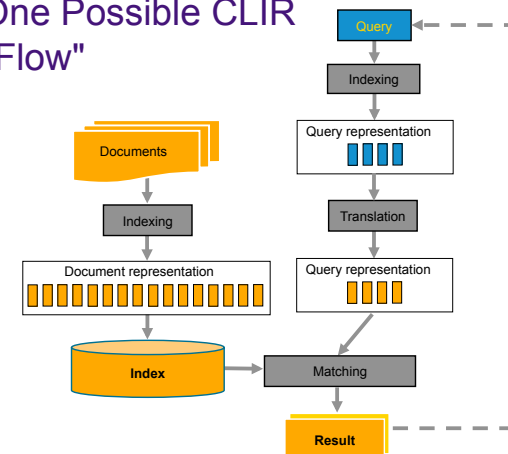 One Possible CLIR
Flow"
Query
Indexing
Query representation
Documents
Indexing
Translation
Document representation
Query representation
Index
Matching
Result